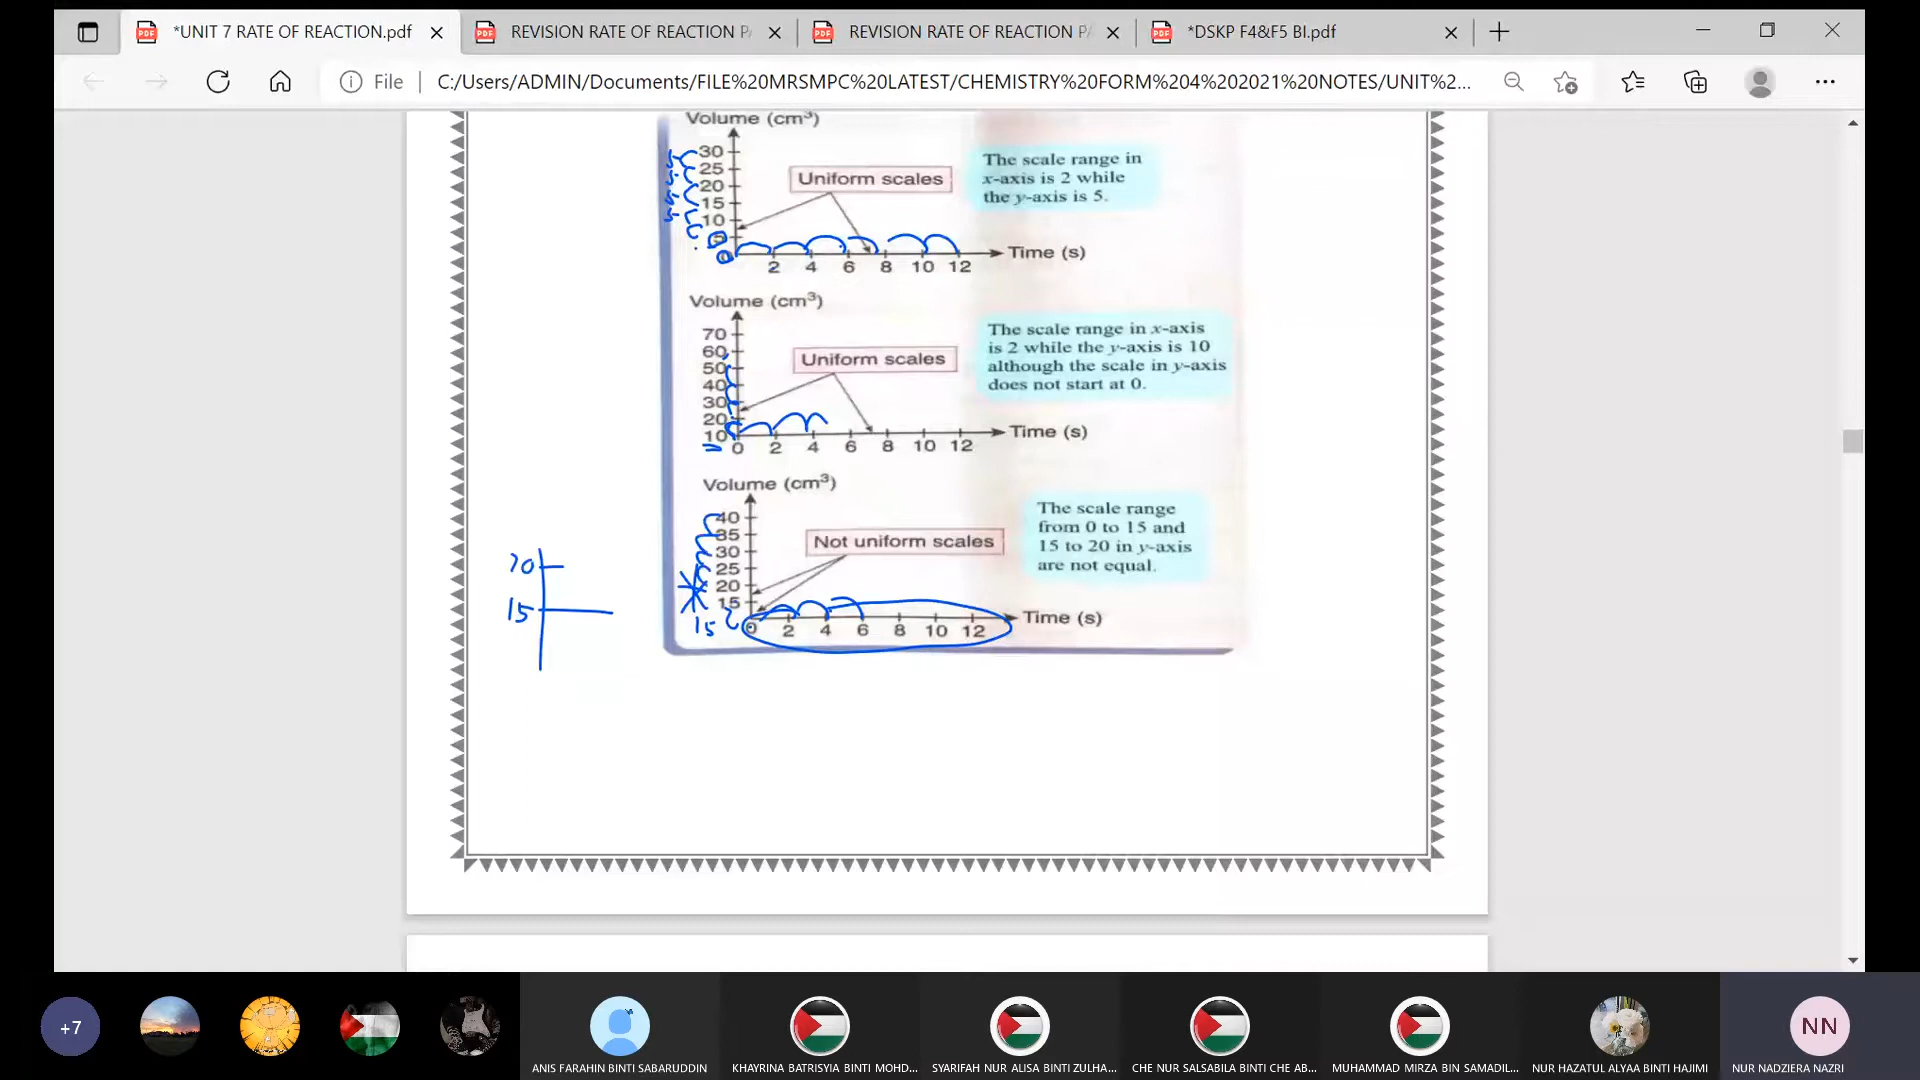 *UNIT 7 RATE OF REACTION.pdf
REVISION RATE OF REACTION P
REVISION RATE OF REACTION P
*DSKP F4&F5 BI.pdf
File
C:/Users/ADMIN/Documents/FILE%20MRSMPC%20LATEST/CHEMISTRY%20FORM%204%202021%20NOTES/UNIT%2...
Volume (cm³)
30
25
20
15
10
5
0
Uniform scales
The scale range in
x-axis is 2 while
the y-axis is 5.
2 4 6 8 10 12
Time (s)
Volume (cm³)
70
60
50
40
30
20
10
Uniform scales
The scale range in x-axis
is 2 while the y-axis is 10
although the scale in y-axis
does not start at 0.
0 2 4 6 8 10 12
Time (s)
Volume (cm³)
40
35
30
25
20
15
Not uniform scales
The scale range
from 0 to 15 and
15 to 20 in y-axis
are not equal.
0 2 4 6 8 10 12
Time (s)
15
20
15
+7
ANIS FARAHIN BINTI SABARUDDIN
KHAYRINA BATRISYIA BINTI MOHD...
SYARIFAH NUR ALISA BINTI ZULHA...
CHE NUR SALSABILA BINTI CHE AB...
MUHAMMAD MIRZA BIN SAMADIL...
NUR HAZATUL ALYAA BINTI HAJIMI
NN
NUR NADZIERA NAZRI